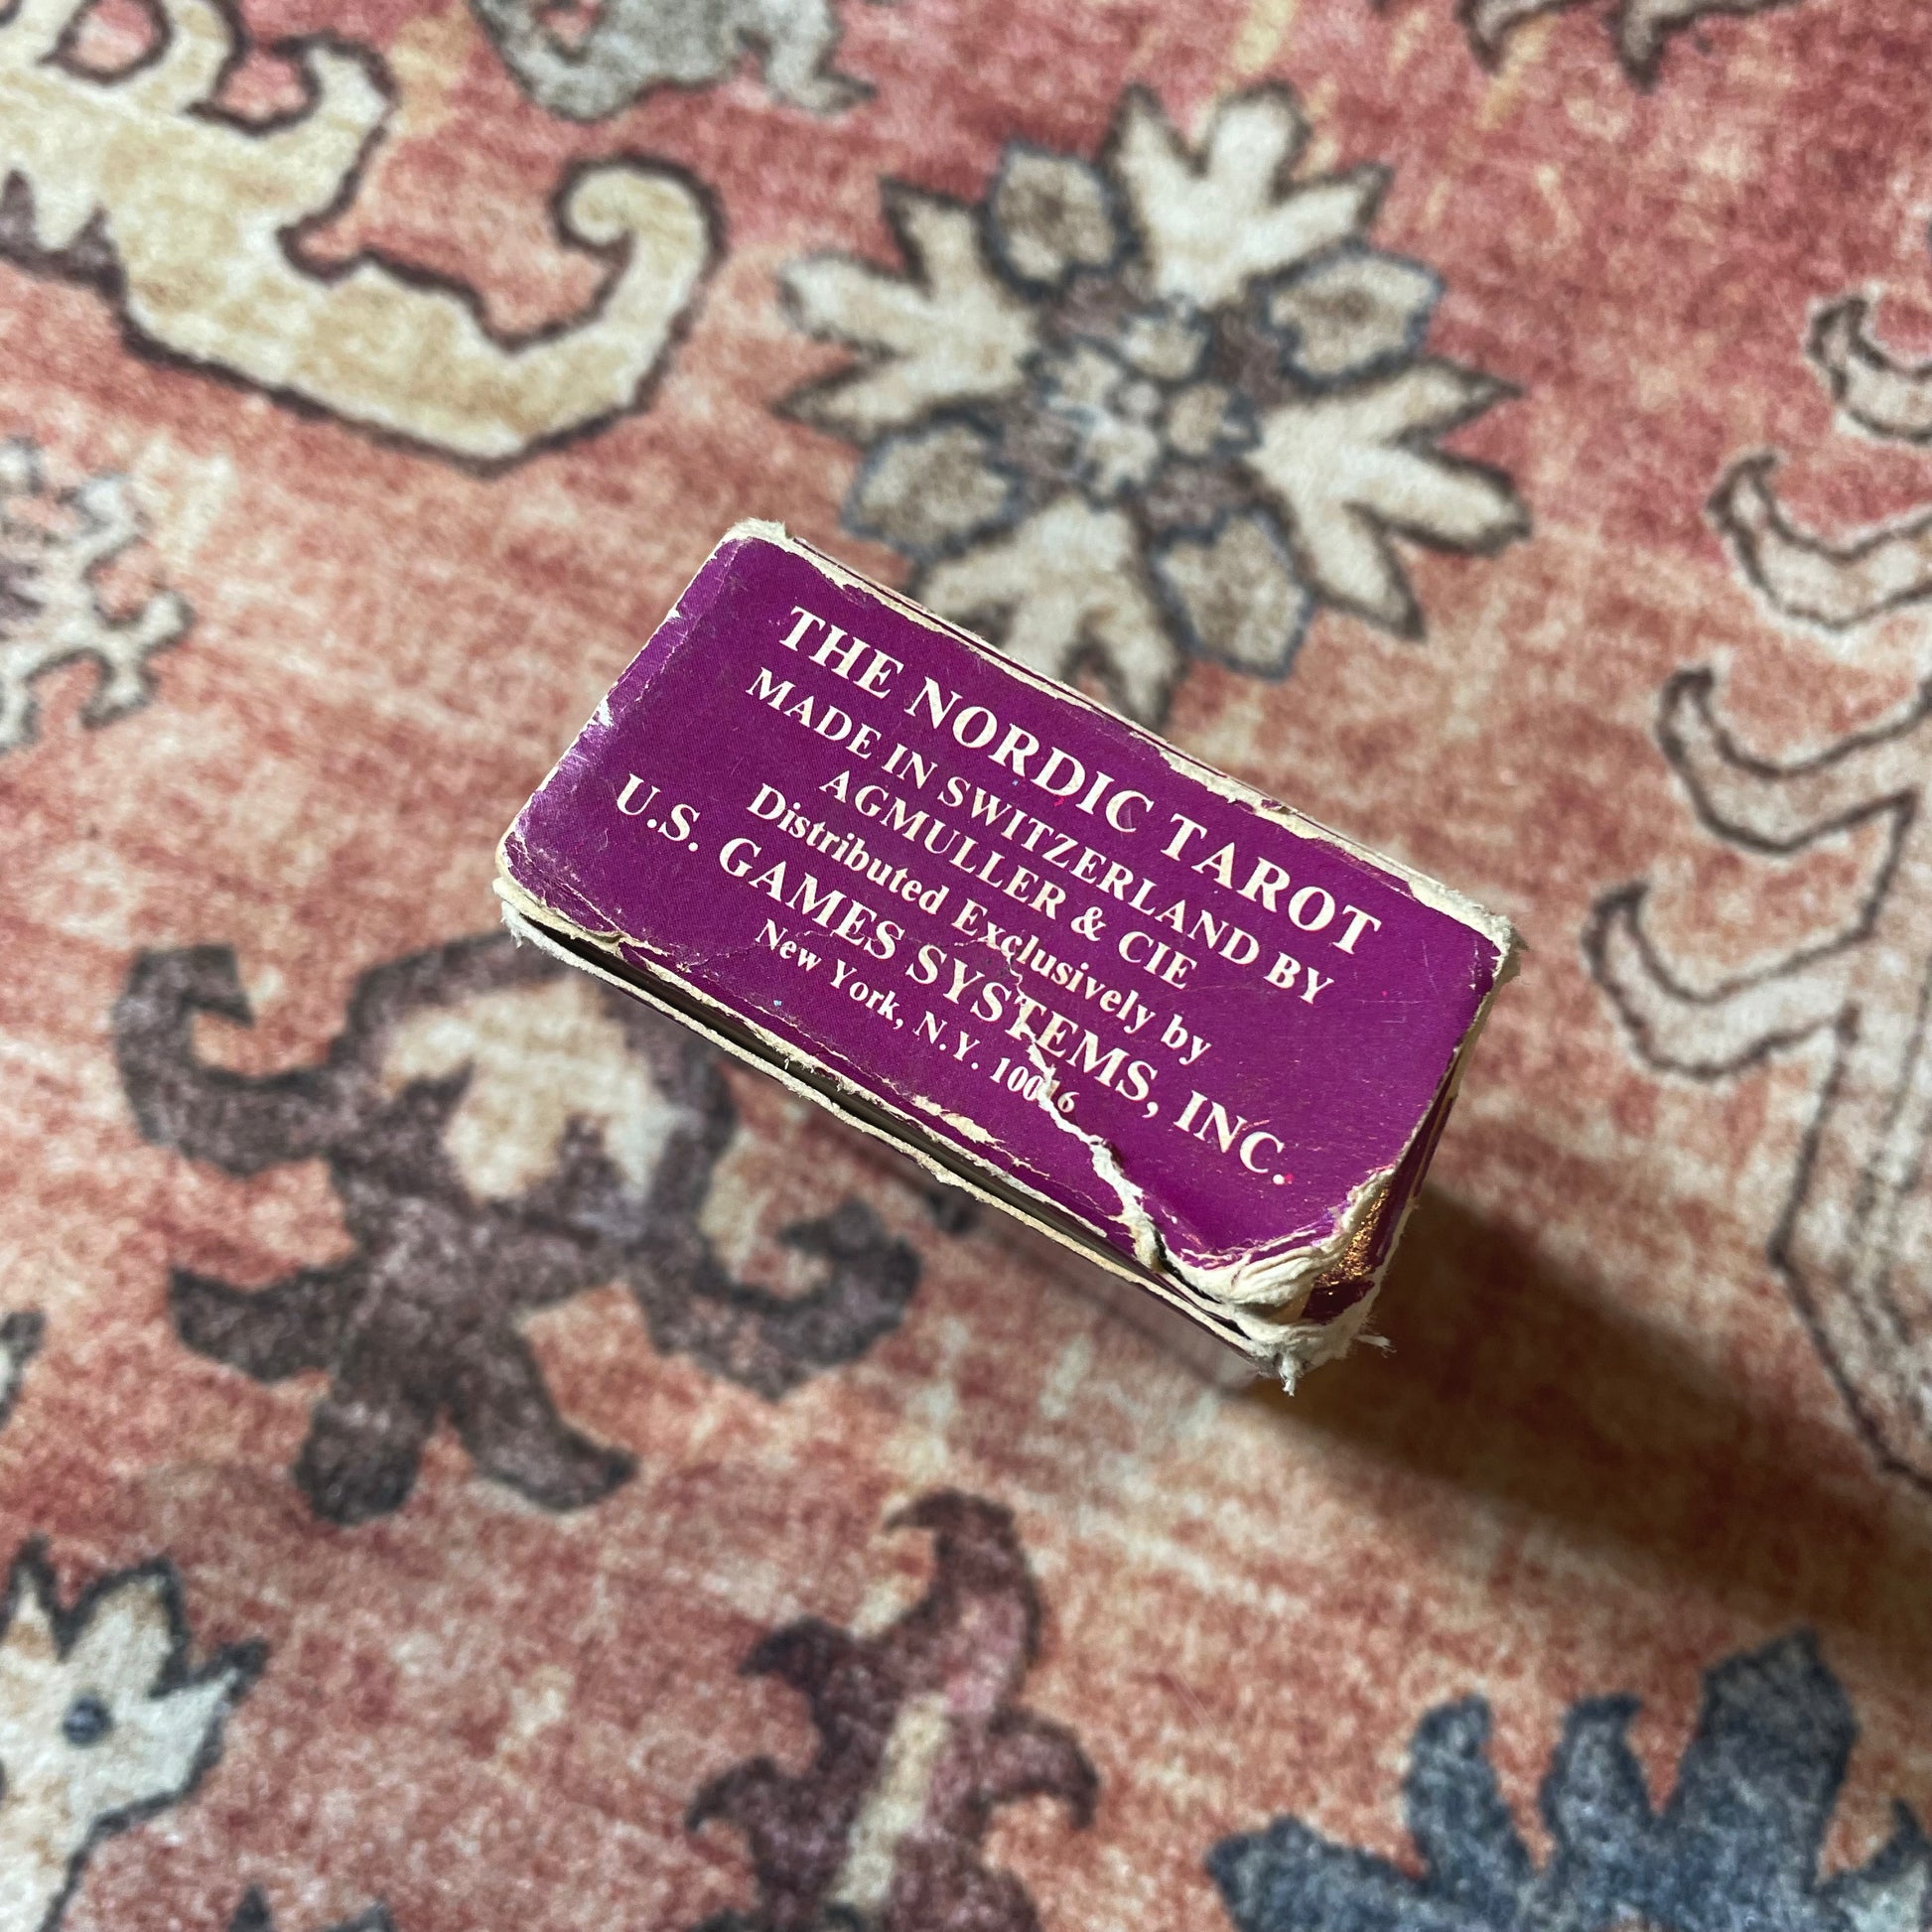 THE NORDIC TAROT
MADE IN SWITZERLAND BY
AGMULLER & CIE
Distributed Exclusively by
U.S. GAMES SYSTEMS, INC.
New York, N.Y. 10016